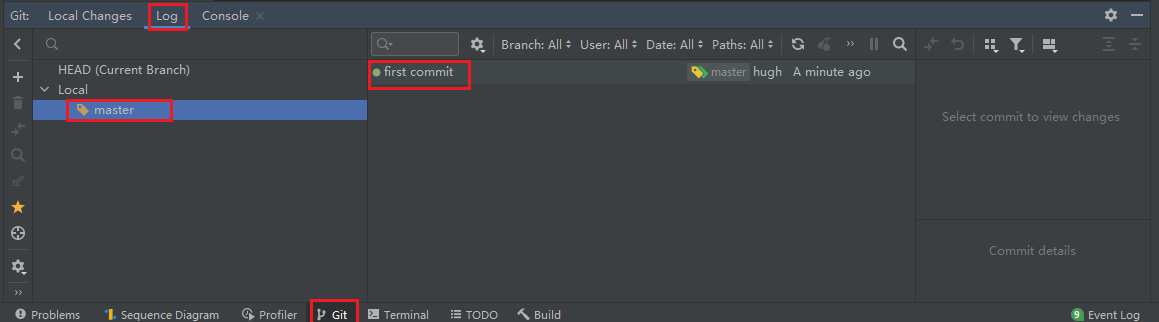 Git: Local Changes Log Console
Branch: All User: All Date: All Paths: All
HEAD (Current Branch)
Local
master
first commit master hugh A minute ago
Select commit to view changes
Commit details
Problems Sequence Diagram Profiler Git Terminal TODO Build 9 Event Log